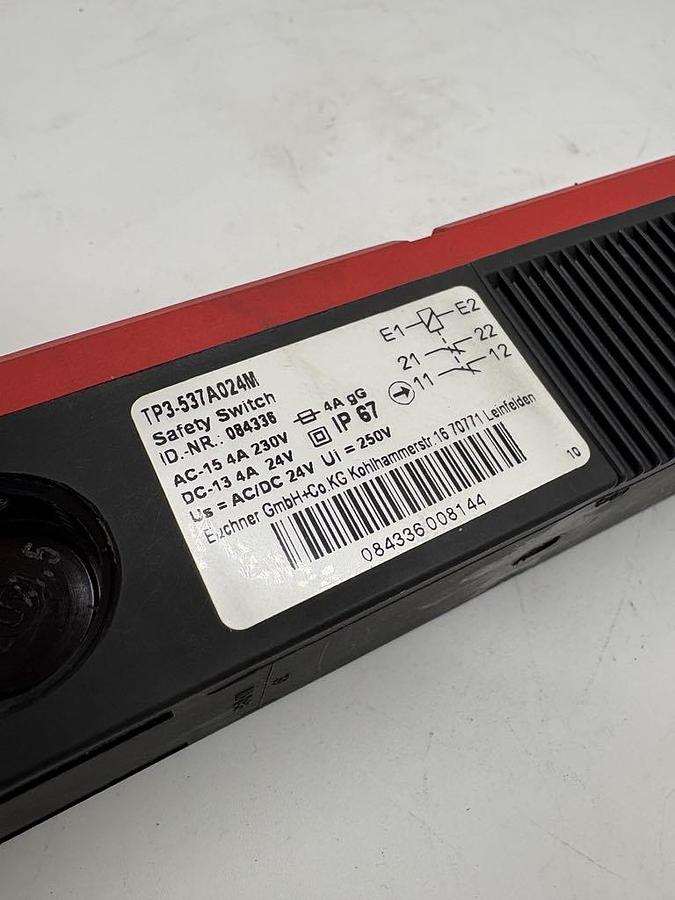 TP3-537A024M
Safety Switch
ID.-NR.: 084336
AC-15 4A 230V
DC-13 4A 24V
Us = AC/DC 24V Ui = 250V
4A gG
IP 67
E1 E2
21 22
11 12
Euchner GmbH+Co.KG Kohlhammerstr.16 70771 Leinfelden
084336 008144
10